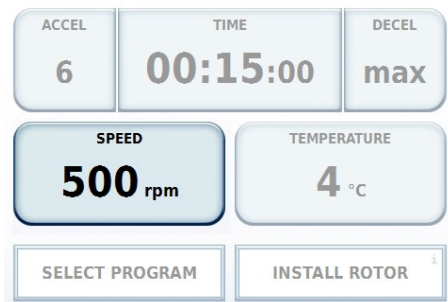 ACCEL TIME DECEL
6 00:15:00 max
SPEED TEMPERATURE
500 rpm 4 °C
SELECT PROGRAM INSTALL ROTOR i